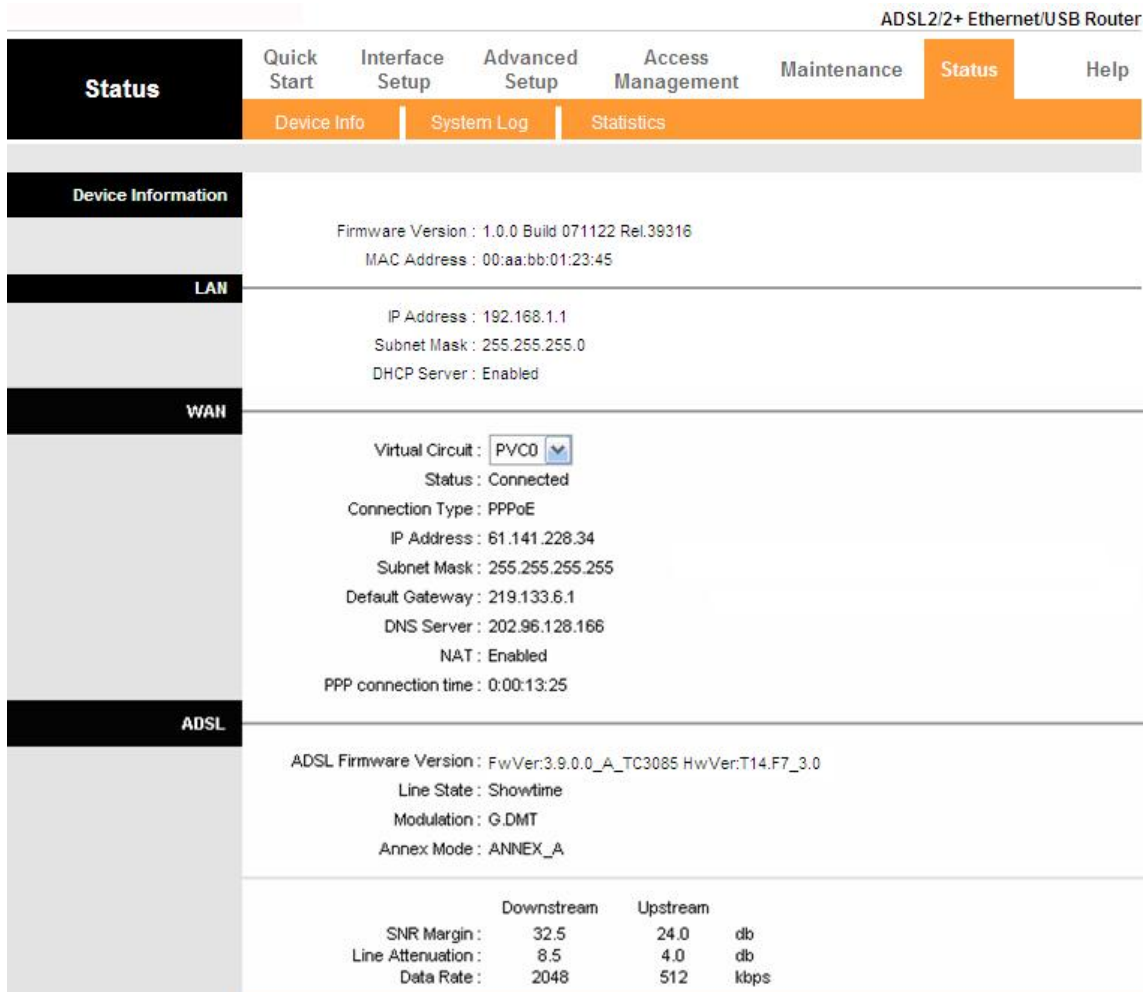 ADSL2/2+ Ethernet/USB Router
Status
Quick Start
Interface Setup
Advanced Setup
Access Management
Maintenance
Status
Help
Device Info
System Log
Statistics
Device Information
Firmware Version : 1.0.0 Build 071122 Rel.39316
MAC Address : 00:aa:bb:01:23:45
LAN
IP Address : 192.168.1.1
Subnet Mask : 255.255.255.0
DHCP Server : Enabled
WAN
Virtual Circuit : PVC0
Status : Connected
Connection Type : PPPoE
IP Address : 61.141.228.34
Subnet Mask : 255.255.255.255
Default Gateway : 219.133.6.1
DNS Server : 202.96.128.166
NAT : Enabled
PPP connection time : 0:00:13:25
ADSL
ADSL Firmware Version : FwVer:3.9.0.0_A_TC3085 HwVer:T14.F7_3.0
Line State : Showtime
Modulation : G.DMT
Annex Mode : ANNEX_A
Downstream Upstream
SNR Margin : 32.5 24.0 db
Line Attenuation : 8.5 4.0 db
Data Rate : 2048 512 kbps